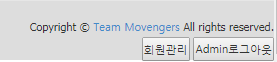 Copyright © Team Movengers All rights reserved.
회원관리 Admin로그아웃